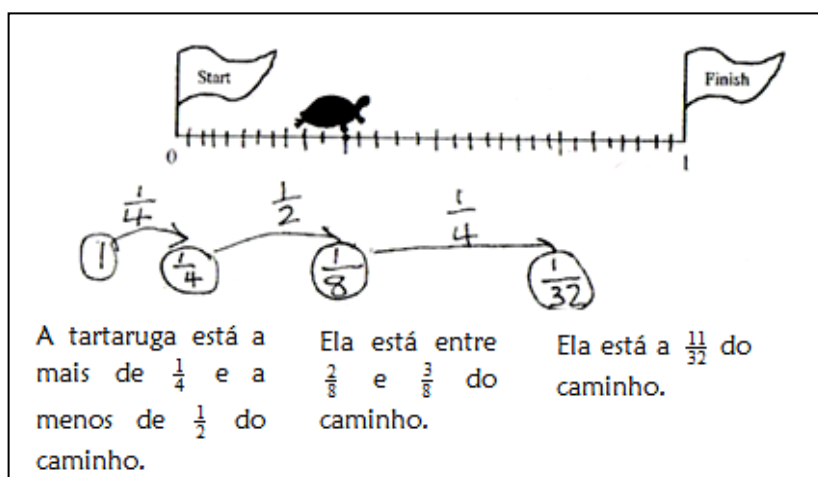 Start
Finish
0
1
1/4
1/2
1/4
1
1/4
1/8
1/32
A tartaruga está a
mais de 1/4 e a
menos de 1/2 do
caminho.
Ela está entre
2/8 e 3/8 do
caminho.
Ela está a 11/32 do
caminho.